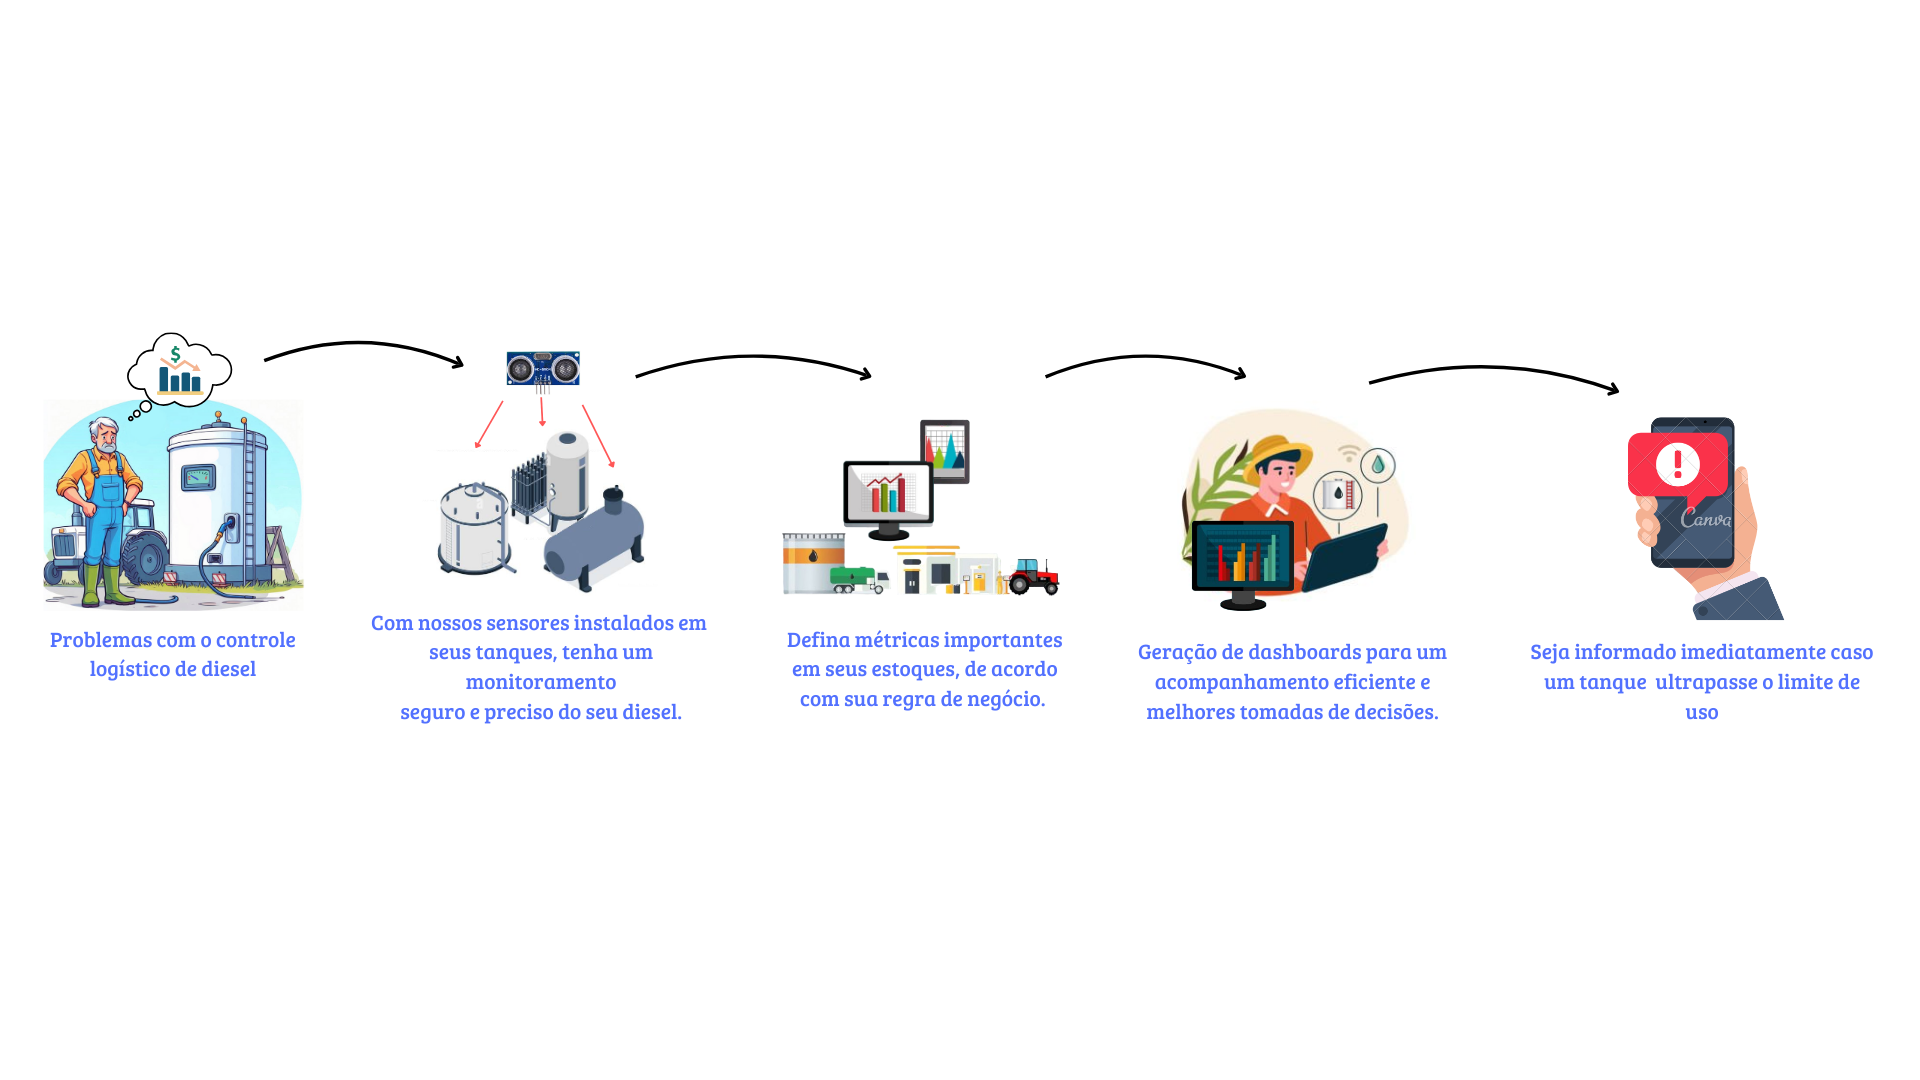 Problemas com o controle
logístico de diesel
Com nossos sensores instalados em
seus tanques, tenha um
monitoramento
seguro e preciso do seu diesel.
Defina métricas importantes
em seus estoques, de acordo
com sua regra de negócio.
Geração de dashboards para um
acompanhamento eficiente e
melhores tomadas de decisões.
Canva
Seja informado imediatamente caso
um tanque  ultrapasse o limite de
uso